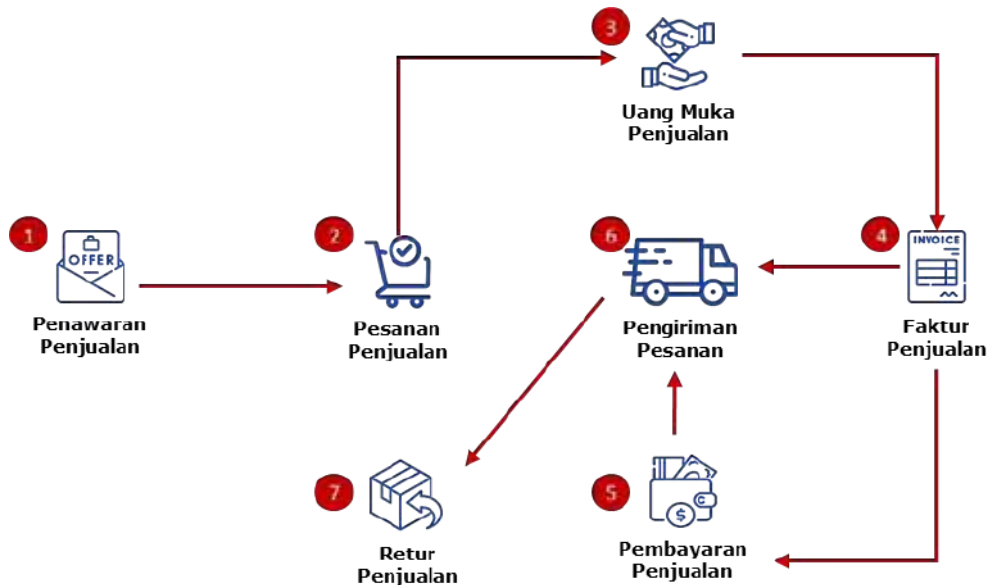 1
OFFER
Penawaran
Penjualan
2
Pesanan
Penjualan
3
Uang Muka
Penjualan
4
INVOICE
Faktur
Penjualan
5
$
Pembayaran
Penjualan
6
Pengiriman
Pesanan
7
Retur
Penjualan